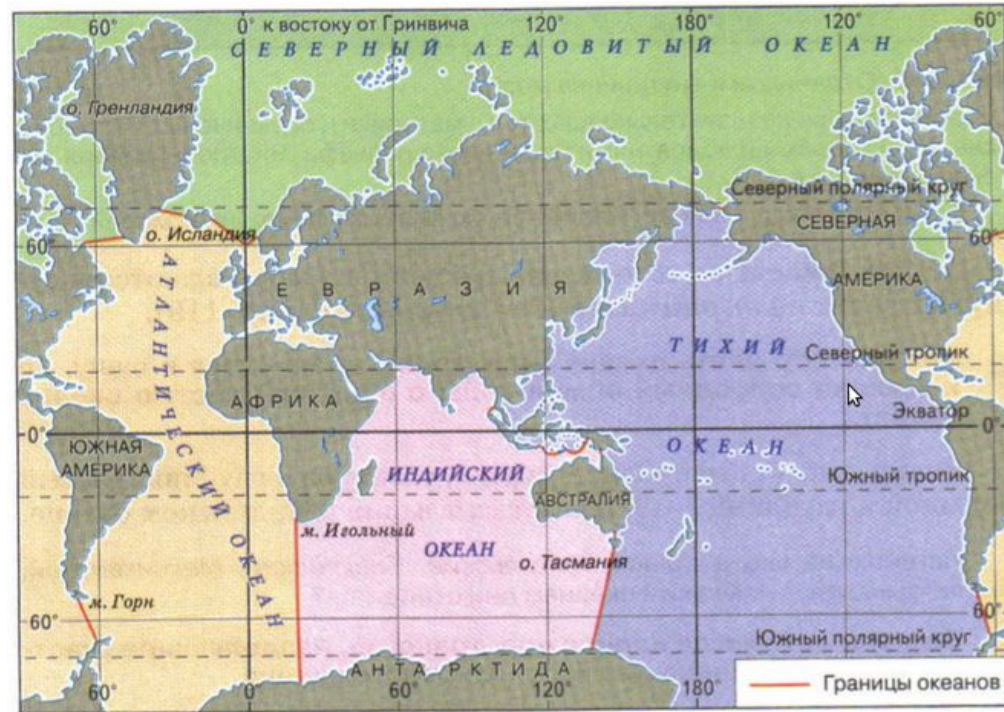 60° 0° к востоку от Гринвича 60° 120° 180° 120° 60°
СЕВЕРНЫЙ ЛЕДОВИТЫЙ ОКЕАН
о. Гренландия
Северный полярный круг
о. Исландия
СЕВЕРНАЯ
60° 60°
АМЕРИКА
ЕВРАЗИЯ
АТЛАНТИЧЕСКИЙ ОКЕАН
ТИХИЙ
Северный тропик
АФРИКА
Экватор
0° 0°
ЮЖНАЯ
АМЕРИКА
ОКЕАН
ИНДИЙСКИЙ
Южный тропик
АВСТРАЛИЯ
м. Игольный
ОКЕАН
о. Тасмания
м. Горн
60° 60°
Южный полярный круг
АНТАРКТИДА
60° 0° 60° 120° 180°
Границы океанов